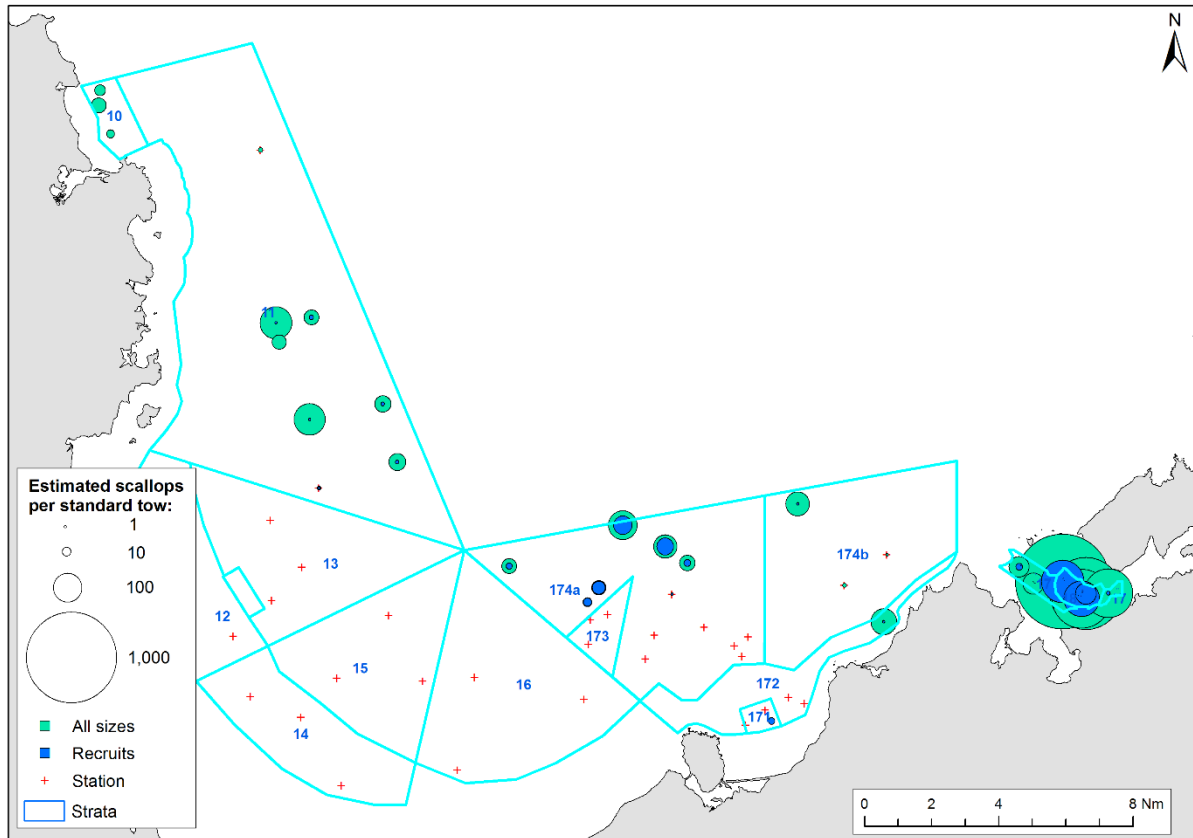 N
10
11
13
12
15
14
16
174a
173
174b
172
171
17
Estimated scallops
per standard tow:
1
10
100
1,000
All sizes
Recruits
Station
Strata
0 2 4 8 Nm